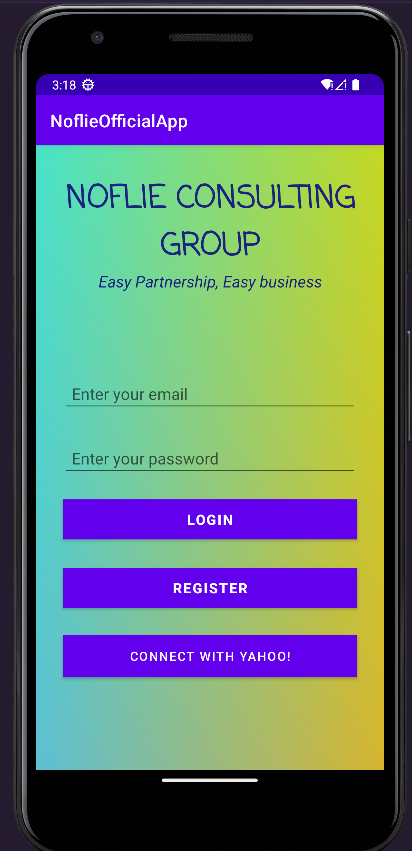 3:18
NoflieOfficialApp
NOFLIE CONSULTING
GROUP
Easy Partnership, Easy business
Enter your email
Enter your password
LOGIN
REGISTER
CONNECT WITH YAHOO!